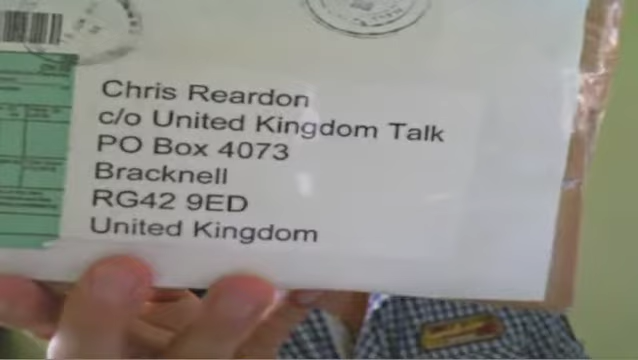 Chris Reardon
c/o United Kingdom Talk
PO Box 4073
Bracknell
RG42 9ED
United Kingdom